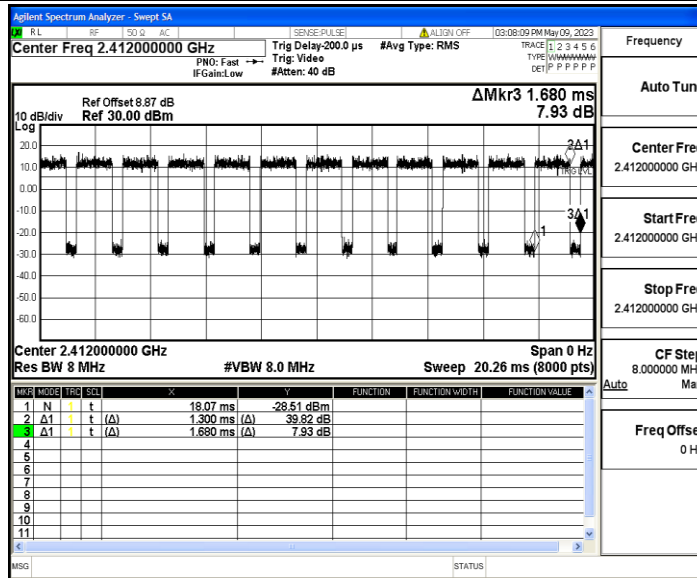 Agilent Spectrum Analyzer - Swept SA
RL RF 50 Ω AC SENSE:PULSE ALIGN OFF 03:08:09 PM May 09, 2023
Center Freq 2.412000000 GHz
PNO: Fast
IFGain:Low
Trig Delay-200.0 µs
Trig: Video
#Atten: 40 dB
#Avg Type: RMS
TRACE 1 2 3 4 5 6
TYPE
DET P P P P P P
ΔMkr3 1.680 ms
7.93 dB
Ref Offset 8.87 dB
10 dB/div Ref 30.00 dBm
Log
20.0
10.0
0.00
-10.0
-20.0
-30.0
-40.0
-50.0
-60.0
3Δ1
TRIG LVL
3Δ1
1
Center 2.412000000 GHz Span 0 Hz
Res BW 8 MHz #VBW 8.0 MHz Sweep 20.26 ms (8000 pts)
MKR MODE TRC SCL X Y FUNCTION FUNCTION WIDTH FUNCTION VALUE
1 N 1 t 18.07 ms -28.51 dBm
2 Δ1 1 t (Δ) 1.300 ms (Δ) 39.82 dB
3 Δ1 1 t (Δ) 1.680 ms (Δ) 7.93 dB
4
5
6
7
8
9
10
11
MSG STATUS
Frequency
Auto Tun
Center Fre
2.412000000 GH
Start Fre
2.412000000 GH
Stop Fre
2.412000000 GH
CF Ste
8.000000 MH
Auto Ma
Freq Offse
0 H